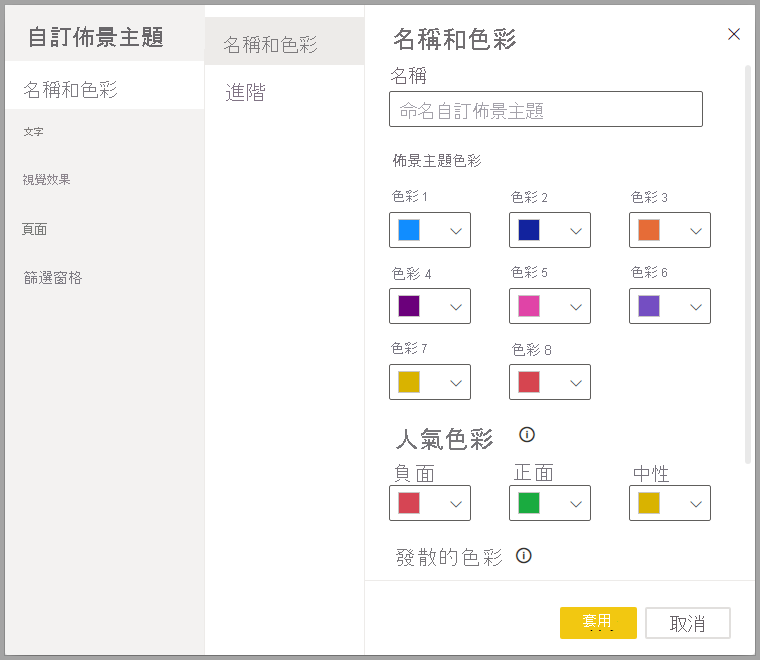 自訂佈景主題
名稱和色彩
文字
視覺效果
頁面
篩選窗格
名稱和色彩
進階
名稱和色彩
名稱
命名自訂佈景主題
佈景主題色彩
色彩 1
色彩 2
色彩 3
色彩 4
色彩 5
色彩 6
色彩 7
色彩 8
人氣色彩
負面
正面
中性
發散的色彩
套用
取消